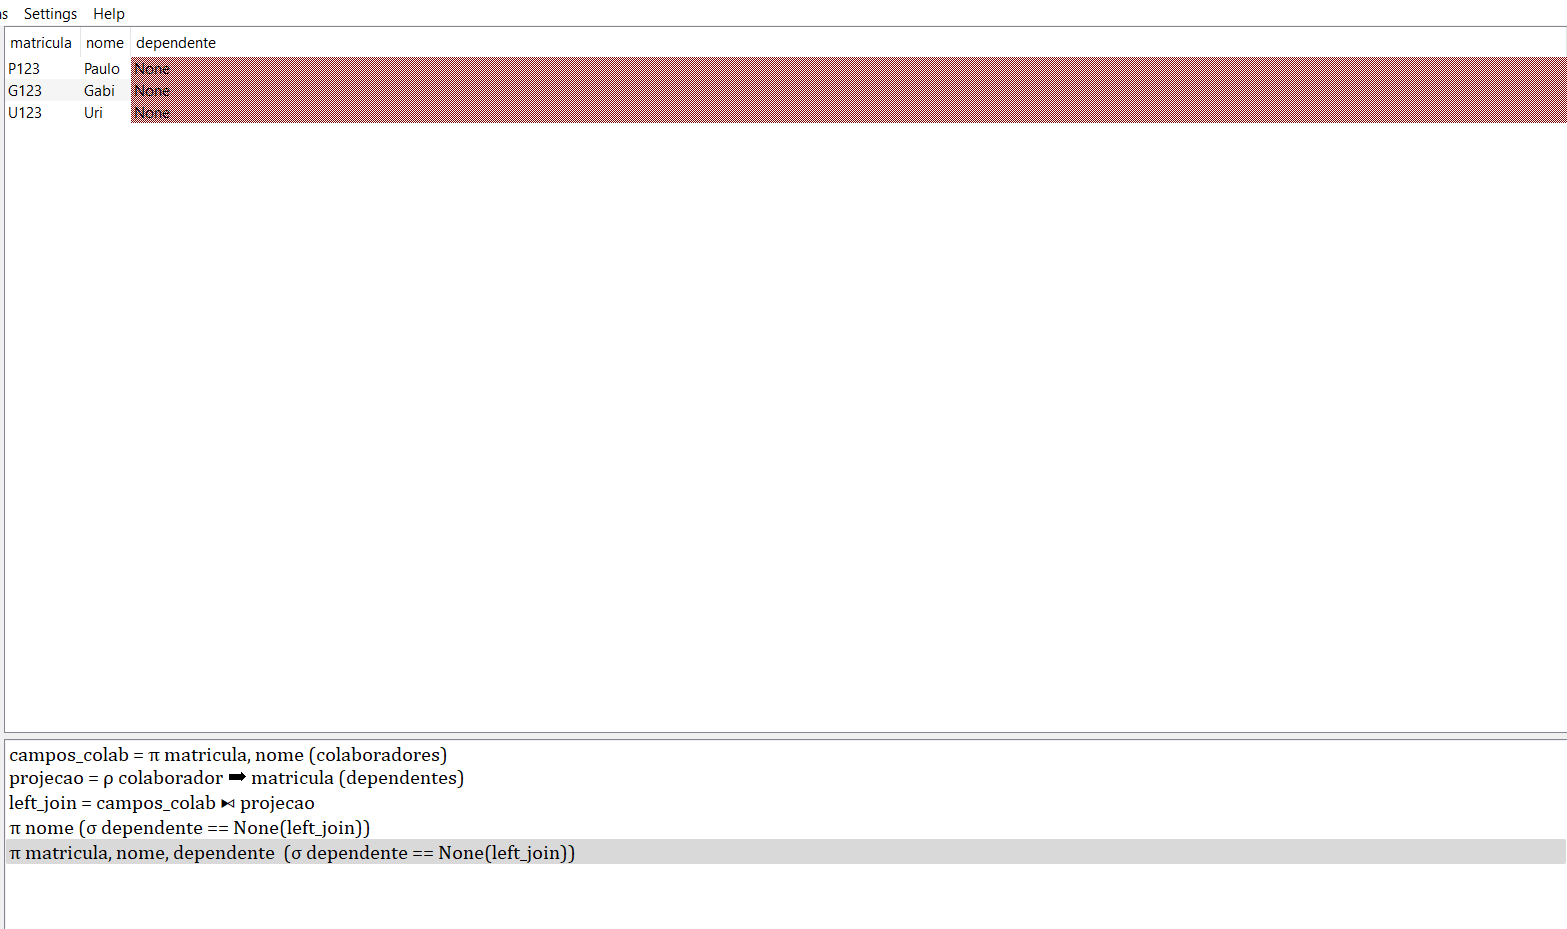 ns Settings Help
matricula nome dependente
P123 Paulo None
G123 Gabi None
U123 Uri None
campos_colab = π matricula, nome (colaboradores)
projecao = ρ colaborador ➡ matricula (dependentes)
left_join = campos_colab ⧑ projecao
π nome (σ dependente == None(left_join))
π matricula, nome, dependente  (σ dependente == None(left_join))